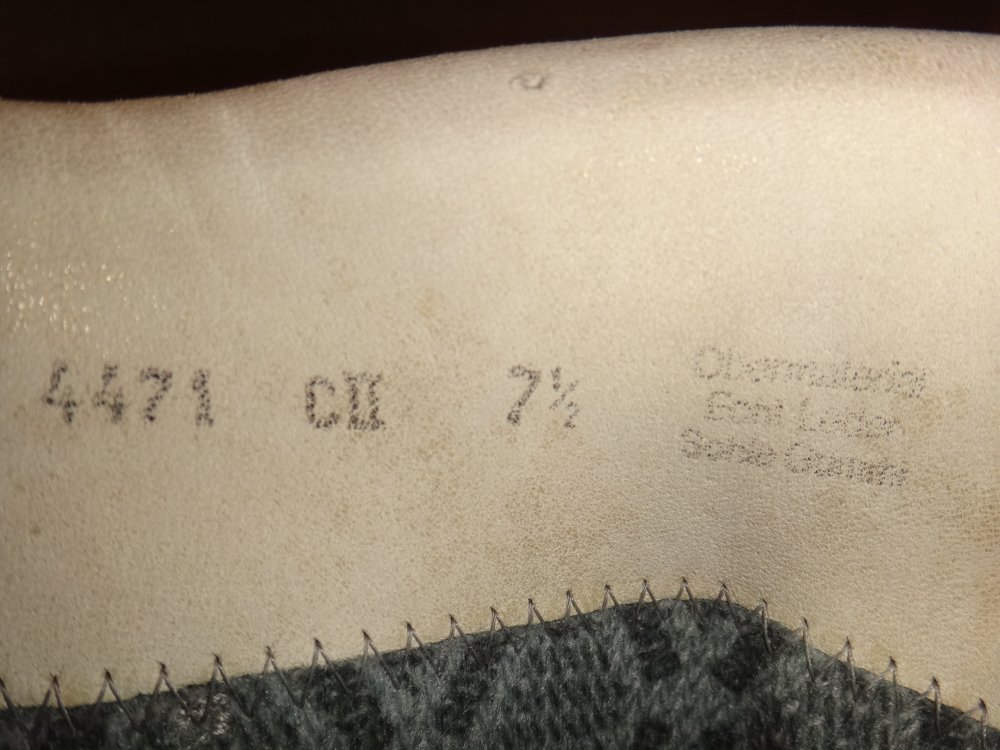 4471 CII 7½
Obermaterial
Echt Leder
Sohle Gummi